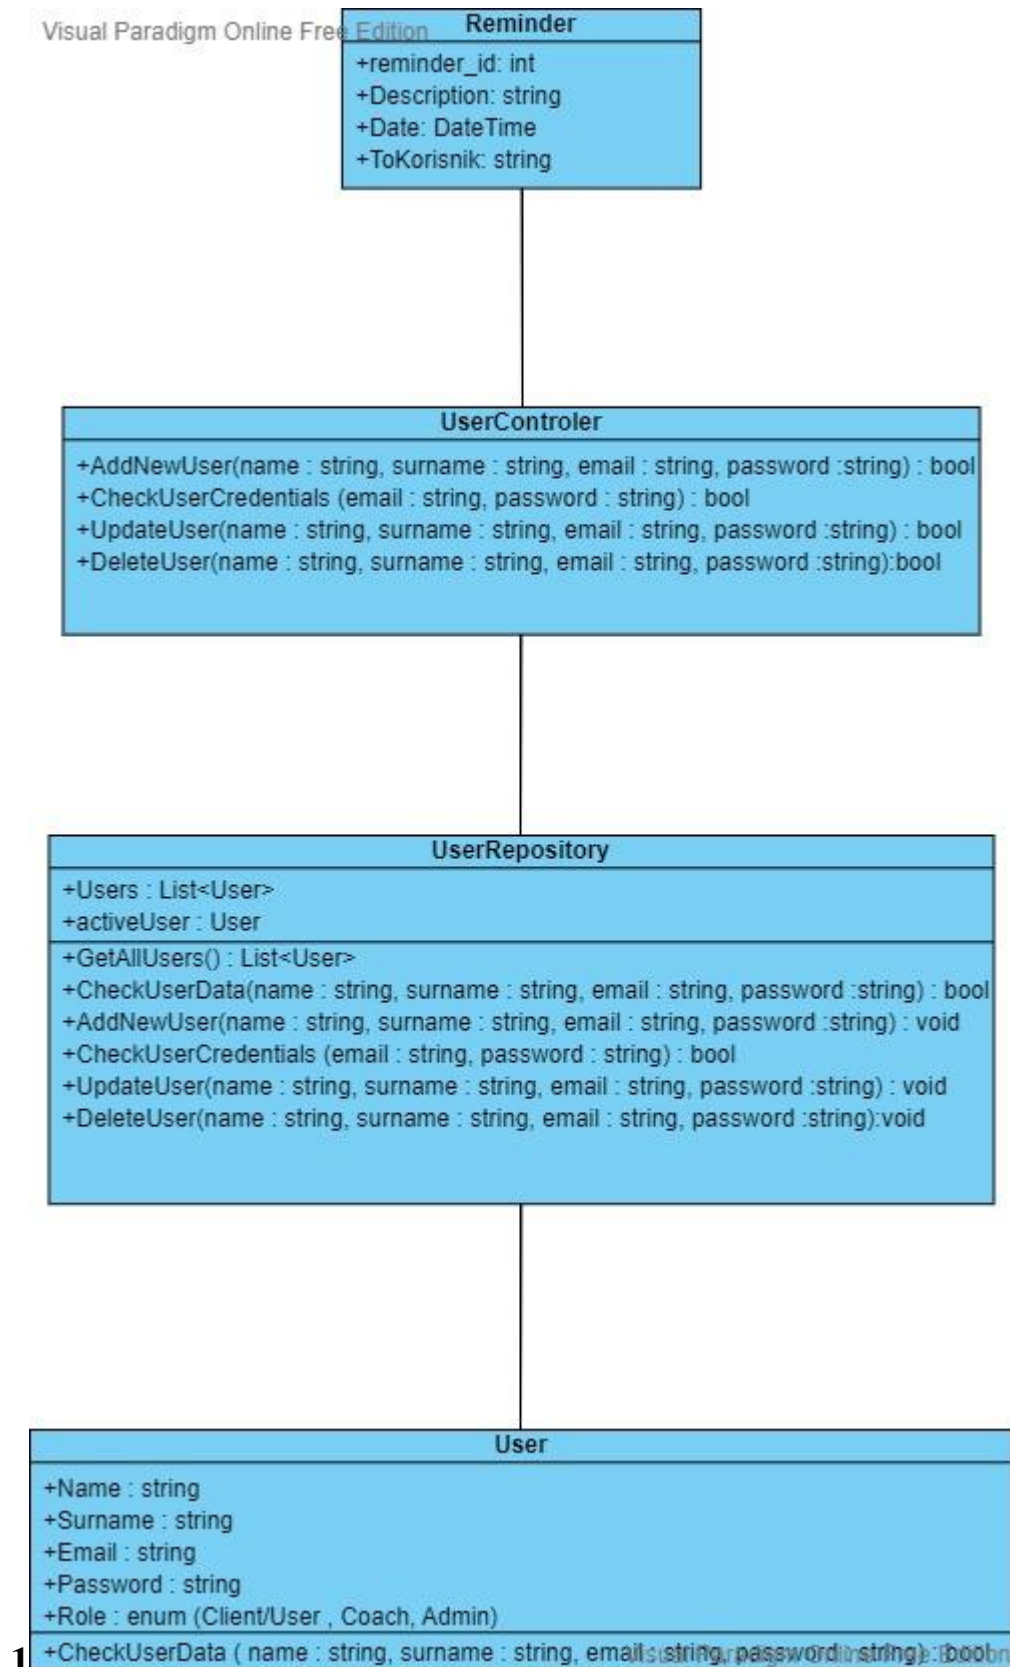 Visual Paradigm Online Free Edition
Reminder
+reminder_id: int
+Description: string
+Date: DateTime
+ToKorisnik: string
UserControler
+AddNewUser(name : string, surname : string, email : string, password :string) : bool
+CheckUserCredentials (email : string, password : string) : bool
+UpdateUser(name : string, surname : string, email : string, password :string) : bool
+DeleteUser(name : string, surname : string, email : string, password :string):bool
UserRepository
+Users : List<User>
+activeUser : User
+GetAllUsers() : List<User>
+CheckUserData(name : string, surname : string, email : string, password :string) : bool
+AddNewUser(name : string, surname : string, email : string, password :string) : void
+CheckUserCredentials (email : string, password : string) : bool
+UpdateUser(name : string, surname : string, email : string, password :string) : void
+DeleteUser(name : string, surname : string, email : string, password :string):void
User
+Name : string
+Surname : string
+Email : string
+Password : string
+Role : enum (Client/User , Coach, Admin)
1
+CheckUserData ( name : string, surname : string, email : string, password : string) : bool
Visual Paradigm Online Free Edition